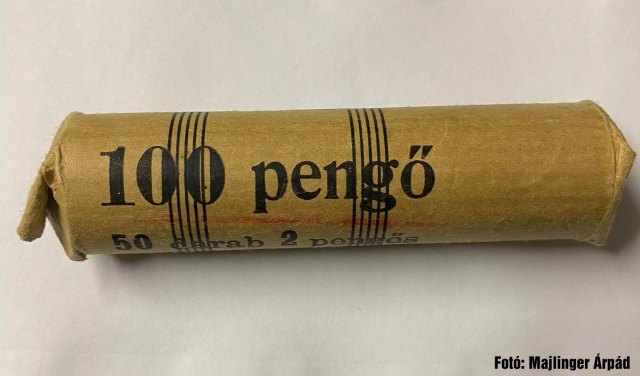 100 pengő
50 darab 2 pengős
Fotó: Majlinger Árpád